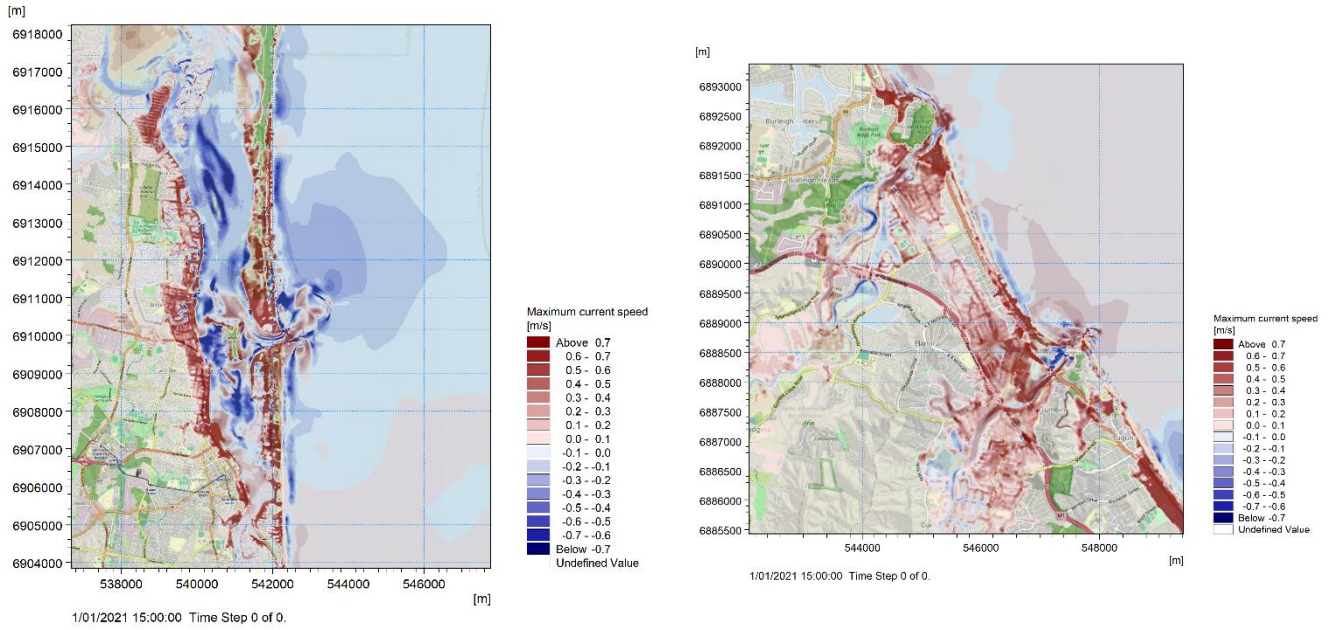 [m]
6918000
6917000
6916000
6915000
6914000
6913000
6912000
6911000
6910000
6909000
6908000
6907000
6906000
6905000
6904000
538000 540000 542000 544000 546000
[m]
1/01/2021 15:00:00 Time Step 0 of 0.
Maximum current speed
[m/s]
Above 0.7
0.6 - 0.7
0.5 - 0.6
0.4 - 0.5
0.3 - 0.4
0.2 - 0.3
0.1 - 0.2
0.0 - 0.1
-0.1 - 0.0
-0.2 - 0.1
-0.3 - 0.2
-0.4 - 0.3
-0.5 - 0.4
-0.6 - 0.5
-0.7 - 0.6
Below -0.7
Undefined Value
[m]
6893000
6892500
6892000
6891500
6891000
6890500
6890000
6889500
6889000
6888500
6888000
6887500
6887000
6886500
6886000
6885500
Burleigh
Burleigh Heads
Elanora
544000 546000 548000
[m]
1/01/2021 15:00:00 Time Step 0 of 0.
Maximum current speed
[m/s]
Above 0.7
0.6 - 0.7
0.5 - 0.6
0.4 - 0.5
0.3 - 0.4
0.2 - 0.3
0.1 - 0.2
0.0 - 0.1
-0.1 - 0.0
-0.2 - 0.1
-0.3 - 0.2
-0.4 - 0.3
-0.5 - 0.4
-0.6 - 0.5
-0.7 - 0.6
Below -0.7
Undefined Value